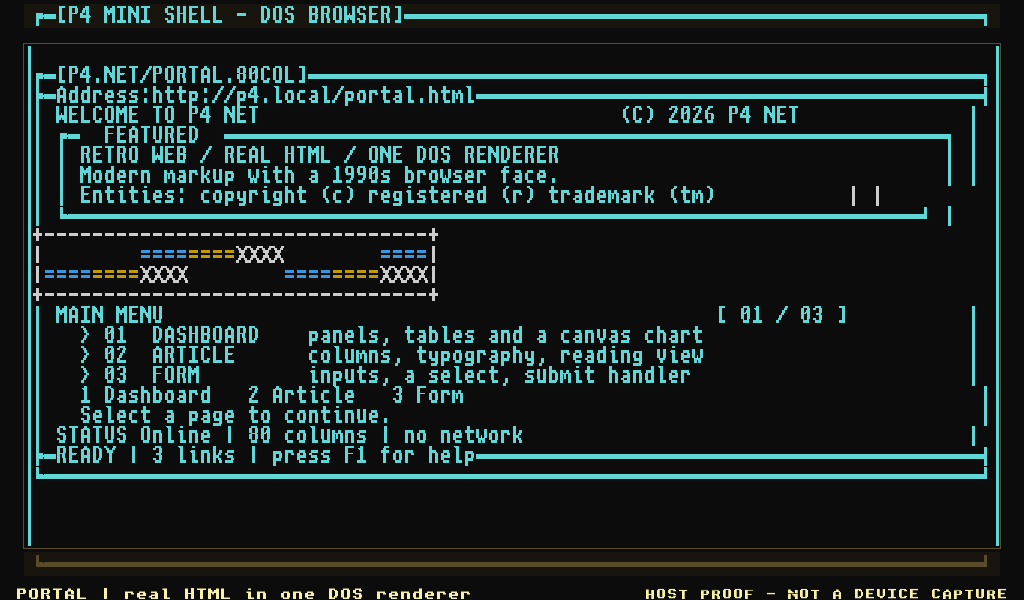 [P4 MINI SHELL - DOS BROWSER]
[P4.NET/PORTAL.80COL]
Address:http://p4.local/portal.html
WELCOME TO P4 NET (C) 2026 P4 NET
FEATURED
RETRO WEB / REAL HTML / ONE DOS RENDERER
Modern markup with a 1990s browser face.
Entities: copyright (c) registered (r) trademark (tm) | |
+--------------------------------+
| ========XXXX ====|
|========XXXX ========XXXX|
+--------------------------------+
MAIN MENU [ 01 / 03 ]
> 01 DASHBOARD panels, tables and a canvas chart
> 02 ARTICLE columns, typography, reading view
> 03 FORM inputs, a select, submit handler
1 Dashboard 2 Article 3 Form
Select a page to continue.
STATUS Online | 80 columns | no network
READY | 3 links | press F1 for help
PORTAL | real HTML in one DOS renderer HOST PROOF - NOT A DEVICE CAPTURE